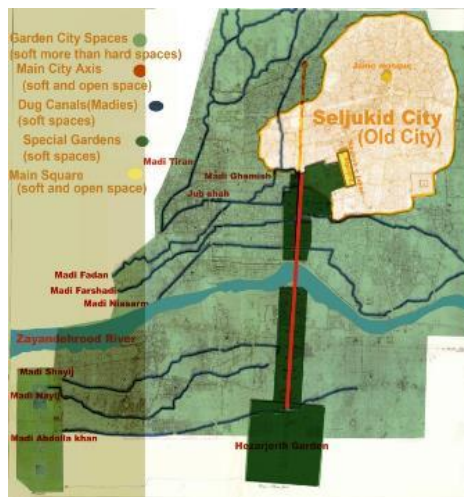 Garden City Spaces
(soft more than hard spaces)
Main City Axis
(soft and open space)
Dug Canals(Madies)
(soft spaces)
Special Gardens
(soft spaces)
Main Square
(soft and open space)
Jame mosque
Seljukid City
(Old City)
Madi Tiran
Madi Ghamish
Jub shah
Madi Fadan
Madi Farshadi
Madi Niasarm
Zayandehrood River
Madi Shayij
Madi Nayij
Madi Abdolla khan
Hezarjerib Garden